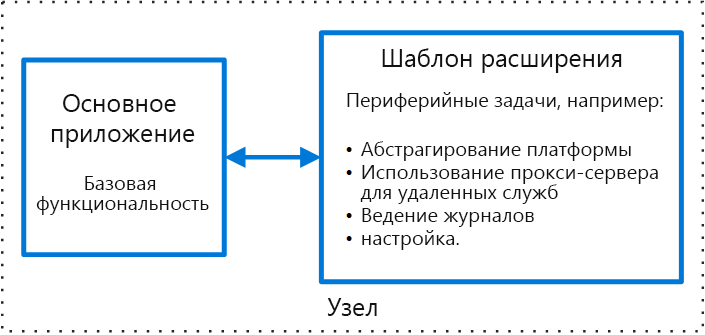 Основное
приложение
Базовая
функциональность
Шаблон расширения
Периферийные задачи, например:
• Абстрагирование платформы
• Использование прокси-сервера
для удаленных служб
• Ведение журналов
• настройка.
Узел